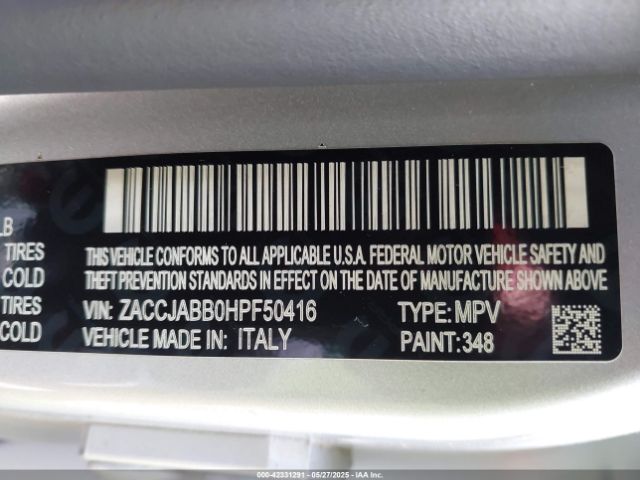 LB
TIRES
COLD
TIRES
COLD
THIS VEHICLE CONFORMS TO ALL APPLICABLE U.S.A. FEDERAL MOTOR VEHICLE SAFETY AND
THEFT PREVENTION STANDARDS IN EFFECT ON THE DATE OF MANUFACTURE SHOWN ABOVE
VIN: ZACCJABB0HPF50416 TYPE: MPV
VEHICLE MADE IN: ITALY PAINT: 348
000-42331291 - 05/27/2025 - IAAI.COM